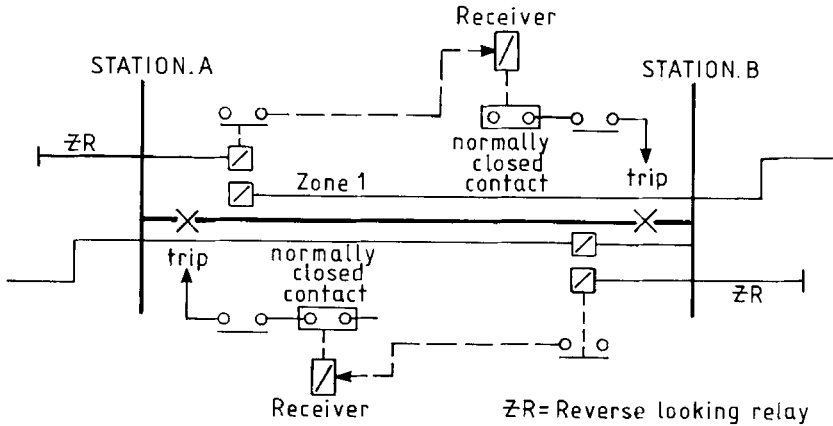 Receiver
STATION.A
STATION.B
ZR
normally
closed
contact
Zone 1
trip
trip
normally
closed
contact
ZR
Receiver
ZR=Reverse looking relay